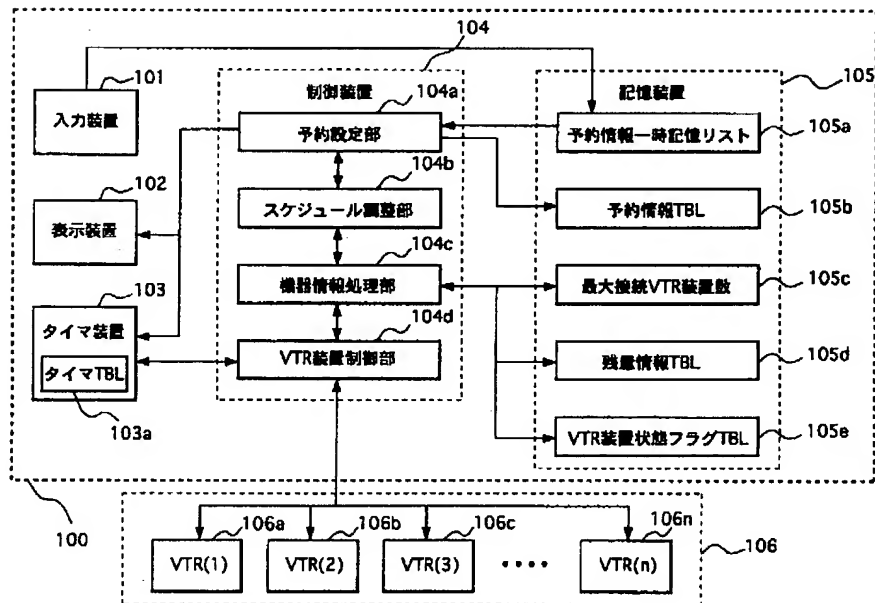 104
101
入力装置
制御装置
104a
予約設定部
記憶装置
105
予約情報一時記憶リスト
105a
102
表示装置
104b
スケジュール調整部
予約情報TBL
105b
104c
機器情報処理部
最大接続VTR装置数
105c
103
タイマ装置
タイマTBL
103a
104d
VTR装置制御部
残量情報TBL
105d
VTR装置状態フラグTBL
105e
100
106a
VTR(1)
106b
VTR(2)
106c
VTR(3)
••••
106n
VTR(n)
106